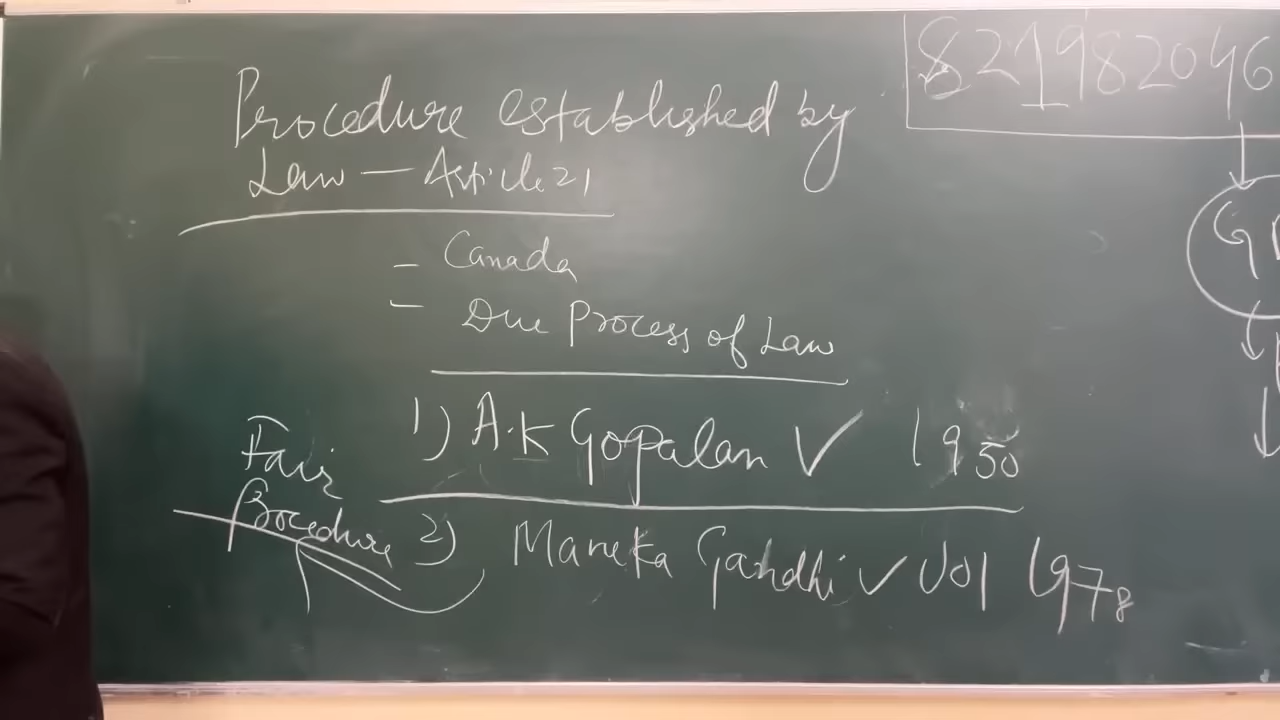 Procedure established by
Law — Article 21
- Canada
- Due Process of Law
1) A.K Gopalan V 1950
Fair
Procedure
2) Maneka Gandhi V UOI 1978
821982046
G